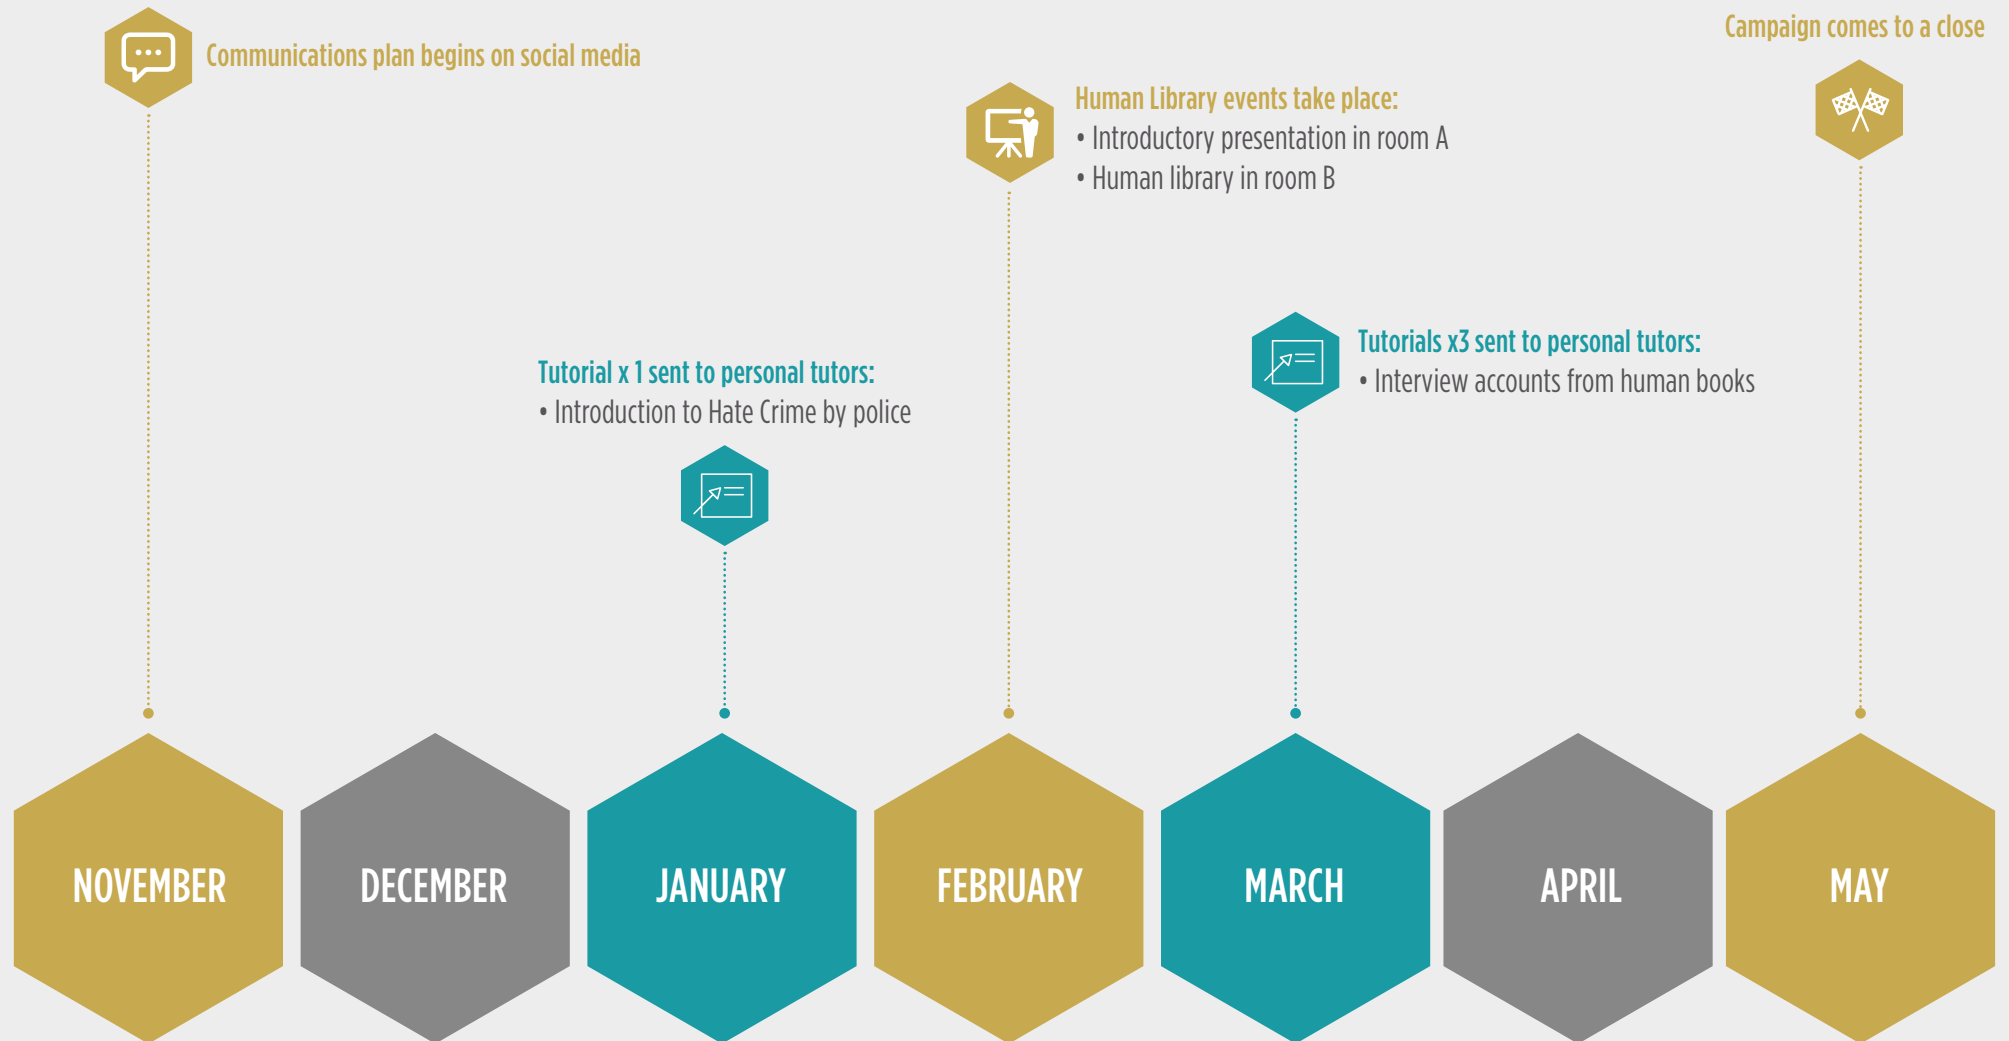 Communications plan begins on social media
Tutorial x 1 sent to personal tutors:
• Introduction to Hate Crime by police
Human Library events take place:
• Introductory presentation in room A
• Human library in room B
Tutorials x3 sent to personal tutors:
• Interview accounts from human books
Campaign comes to a close
NOVEMBER
DECEMBER
JANUARY
FEBRUARY
MARCH
APRIL
MAY